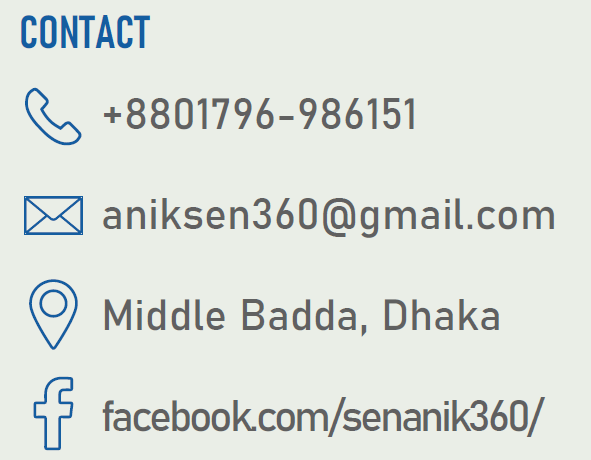 CONTACT
+8801796-986151
aniksen360@gmail.com
Middle Badda, Dhaka
facebook.com/senanik360/